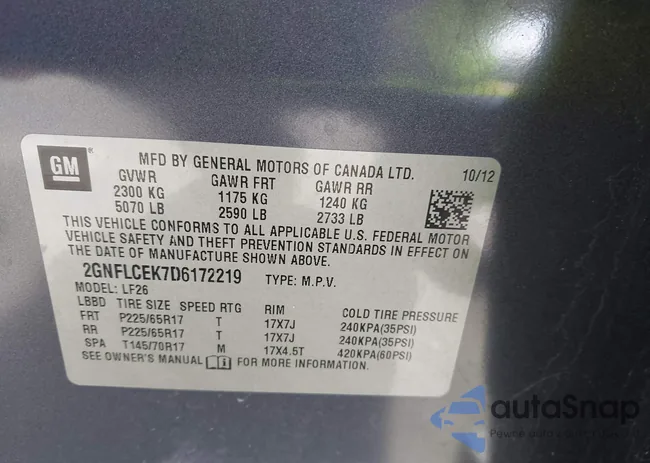 GM
MFD BY GENERAL MOTORS OF CANADA LTD. 10/12
GVWR GAWR FRT GAWR RR
2300 KG 1175 KG 1240 KG
5070 LB 2590 LB 2733 LB
THIS VEHICLE CONFORMS TO ALL APPLICABLE U.S. FEDERAL MOTOR
VEHICLE SAFETY AND THEFT PREVENTION STANDARDS IN EFFECT ON
THE DATE OF MANUFACTURE SHOWN ABOVE.
2GNFLCEK7D6172219 TYPE: M.P.V.
MODEL: LF26
LBBD TIRE SIZE SPEED RTG RIM COLD TIRE PRESSURE
FRT P225/65R17 T 17X7J 240KPA(35PSI)
RR P225/65R17 T 17X7J 240KPA(35PSI)
SPA T145/70R17 M 17X4.5T 420KPA(60PSI)
SEE OWNER'S MANUAL FOR MORE INFORMATION.
autoSnap